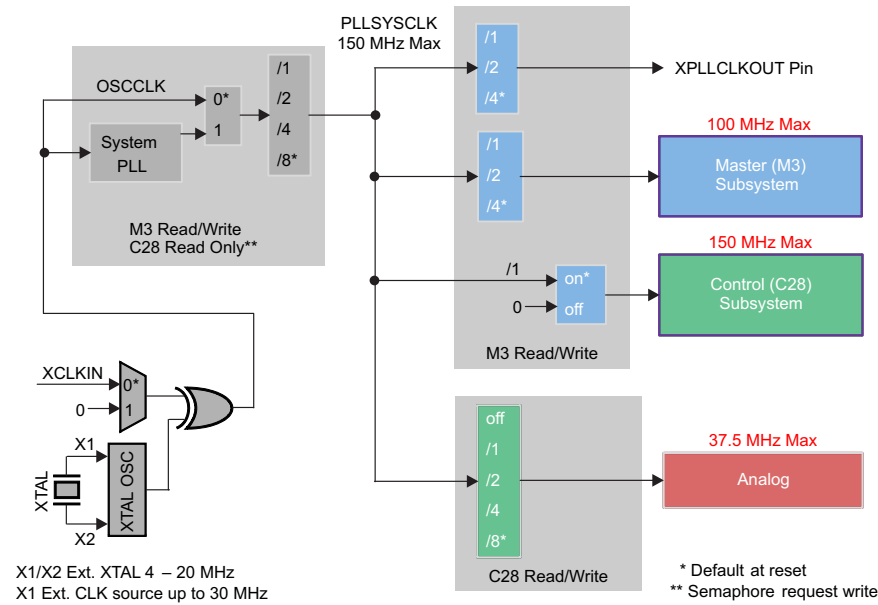 PLLSYSCLK
150 MHz Max
OSCCLK
0*
1
System
PLL
/1
/2
/4
/8*
M3 Read/Write
C28 Read Only**
/1
/2
/4*
XPLLCLKOUT Pin
/1
/2
/4*
100 MHz Max
Master (M3)
Subsystem
/1
0
on*
off
150 MHz Max
Control (C28)
Subsystem
M3 Read/Write
XCLKIN
0
0*
1
X1
XTAL
X2
XTAL OSC
off
/1
/2
/4
/8*
37.5 MHz Max
Analog
C28 Read/Write
X1/X2 Ext. XTAL 4 – 20 MHz
X1 Ext. CLK source up to 30 MHz
* Default at reset
** Semaphore request write